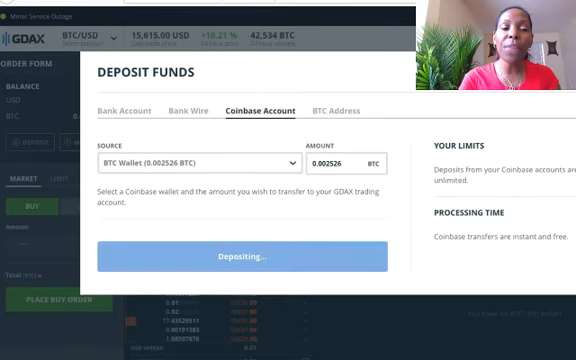 Minor Service Outage
GDAX
BTC/USD
Select product
15,615.00 USD
+18.21 %
42,534 BTC
ORDER FORM
DEPOSIT FUNDS
BALANCE
USD
BTC
Bank Account
Bank Wire
Coinbase Account
BTC Address
DEPOSIT
SOURCE
AMOUNT
YOUR LIMITS
BTC Wallet (0.002526 BTC)
0.002526
BTC
Deposits from your Coinbase accounts are
unlimited.
MARKET
LIMIT
Select a Coinbase wallet and the amount you wish to transfer to your GDAX trading
account.
BUY
PROCESSING TIME
Amount
Coinbase transfers are instant and free.
Depositing...
Total (BTC) ≈
PLACE BUY ORDER